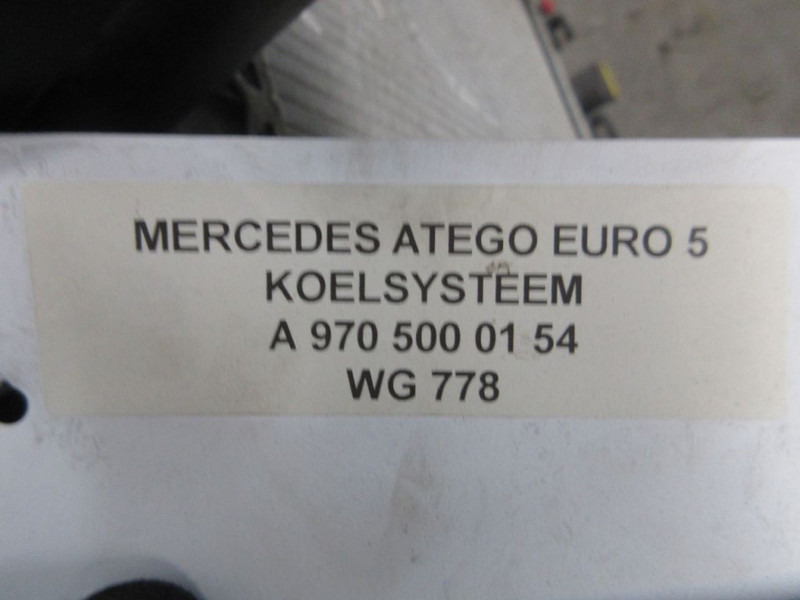 MERCEDES ATEGO EURO 5
KOELSYSTEEM
A 970 500 01 54
WG 778